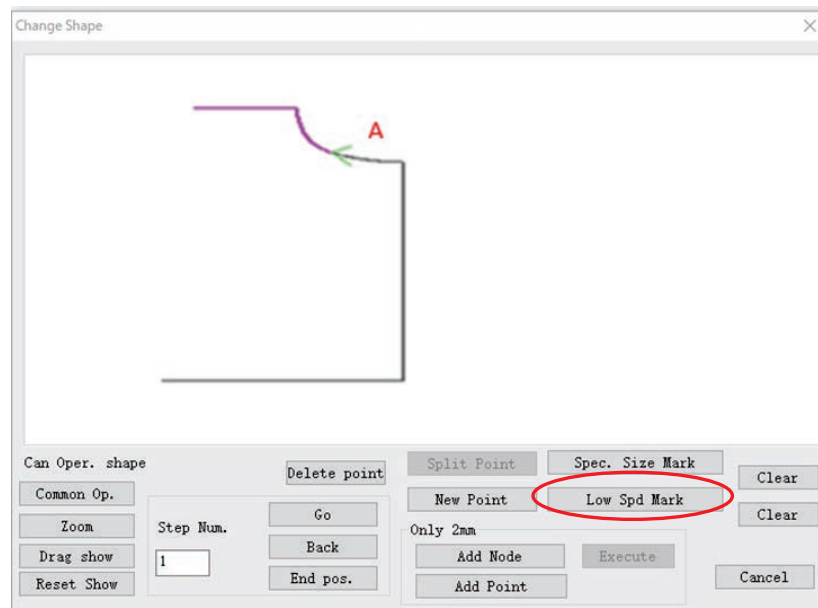 Change Shape
A
Can Oper. shape
Common Op.
Zoom
Drag show
Reset Show
Step Num.
1
Delete point
Go
Back
End pos.
Split Point
Spec. Size Mark
New Point
Low Spd Mark
Clear
Clear
Only 2mm
Add Node
Execute
Add Point
Cancel